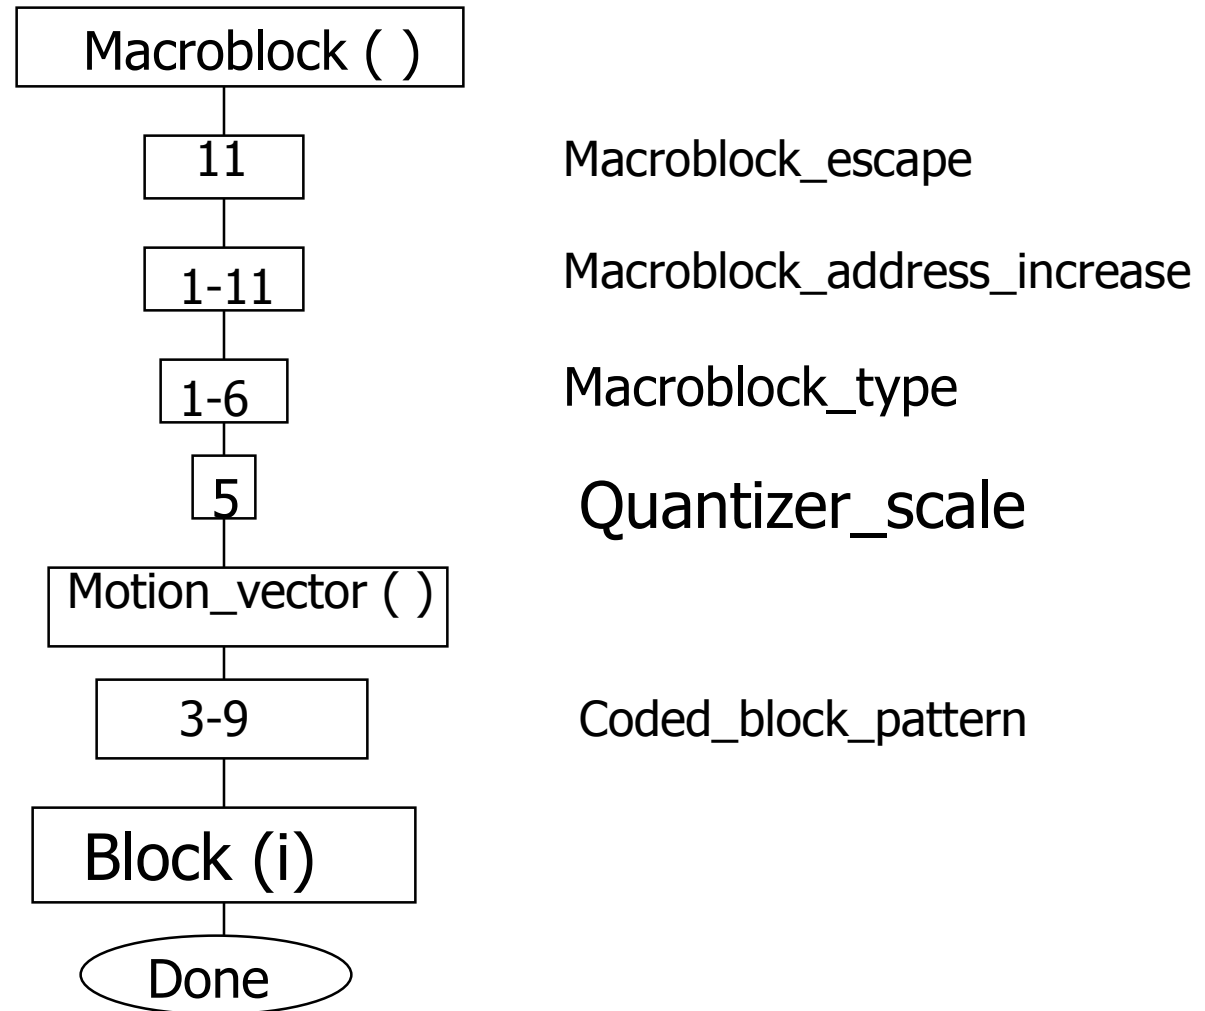 Macroblock ( )
11
Macroblock_escape
1-11
Macroblock_address_increase
1-6
Macroblock_type
5
Quantizer_scale
Motion_vector ( )
3-9
Coded_block_pattern
Block (i)
Done